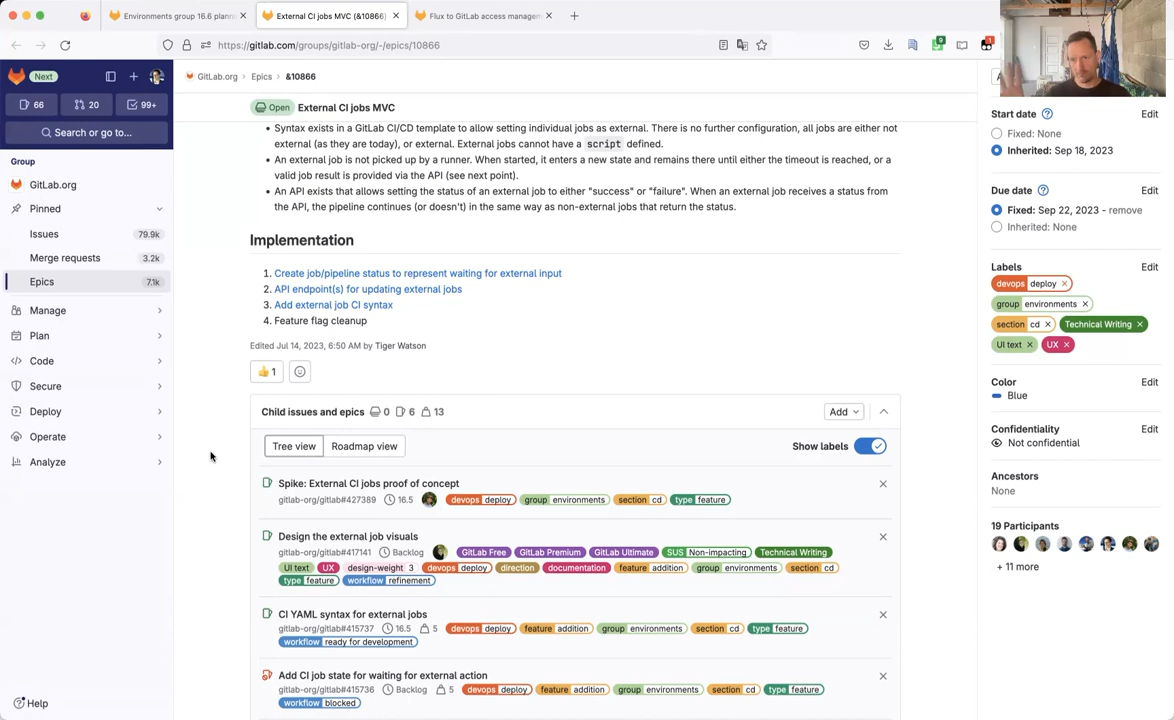 Environments group 16.6 plann
External CI jobs MVC (&10866)
Flux to GitLab access managem
https://gitlab.com/groups/gitlab-org/-/epics/10866
9
1
Next
66
20
99+
Search or go to...
Group
GitLab.org
Pinned
Issues 79.9k
Merge requests 3.2k
Epics 7.1k
Manage
Plan
Code
Secure
Deploy
Operate
Analyze
Help
GitLab.org › Epics › &10866
Open External CI jobs MVC
• Syntax exists in a GitLab CI/CD template to allow setting individual jobs as external. There is no further configuration, all jobs are either not
external (as they are today), or external. External jobs cannot have a script defined.
• An external job is not picked up by a runner. When started, it enters a new state and remains there until either the timeout is reached, or a
valid job result is provided via the API (see next point).
• An API exists that allows setting the status of an external job to either "success" or "failure". When an external job receives a status from
the API, the pipeline continues (or doesn't) in the same way as non-external jobs that return the status.
Implementation
1. Create job/pipeline status to represent waiting for external input
2. API endpoint(s) for updating external jobs
3. Add external job CI syntax
4. Feature flag cleanup
Edited Jul 14, 2023, 6:50 AM by Tiger Watson
👍 1
Child issues and epics 0 6 13
Add
Tree view Roadmap view
Show labels
Spike: External CI jobs proof of concept
gitlab-org/gitlab#427389 16.5 devops deploy group environments section cd type feature
Design the external job visuals
gitlab-org/gitlab#417141 Backlog GitLab Free GitLab Premium GitLab Ultimate SUS Non-impacting Technical Writing
UI text UX design-weight 3 devops deploy direction documentation feature addition group environments section cd
type feature workflow refinement
CI YAML syntax for external jobs
gitlab-org/gitlab#415737 16.5 5 devops deploy feature addition group environments section cd type feature
workflow ready for development
Add CI job state for waiting for external action
gitlab-org/gitlab#415736 Backlog 5 devops deploy feature addition group environments section cd type feature
workflow blocked
Start date Edit
Fixed: None
Inherited: Sep 18, 2023
Due date Edit
Fixed: Sep 22, 2023 - remove
Inherited: None
Labels Edit
devops deploy
group environments
section cd Technical Writing
UI text UX
Color Edit
Blue
Confidentiality Edit
Not confidential
Ancestors
None
19 Participants
+ 11 more